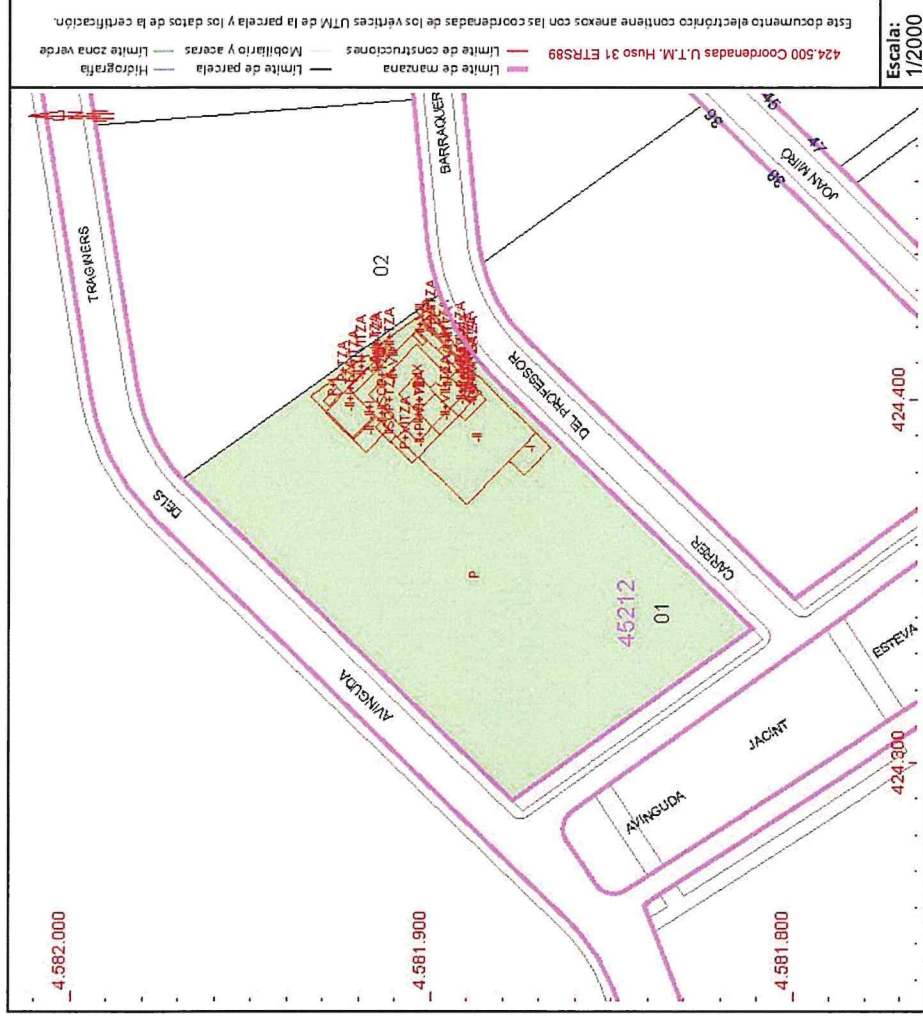 Escala:
1/2000
Este documento electrónico contiene anexos con las coordenadas de los vértices UTM de la de la parcela y los datos de la certificación.
424.500 Coordenadas U.T.M. Huso 31 ETRS89
Límite de manzana
Límite de construcciones
Límite de parcela
Mobiliario y aceras
Hidrografía
Límite zona verde
4.582.000
4.581.900
4.581.800
424.300
424.400
TRAGINERS
DELS
AVINGUDA
02
BARRAQUER
DEL PROFESSOR
CARRER
45212
01
P
-II
-I
JOAN MIRÓ
36
38
45
47
AVINGUDA
JACINT
ESTEVA